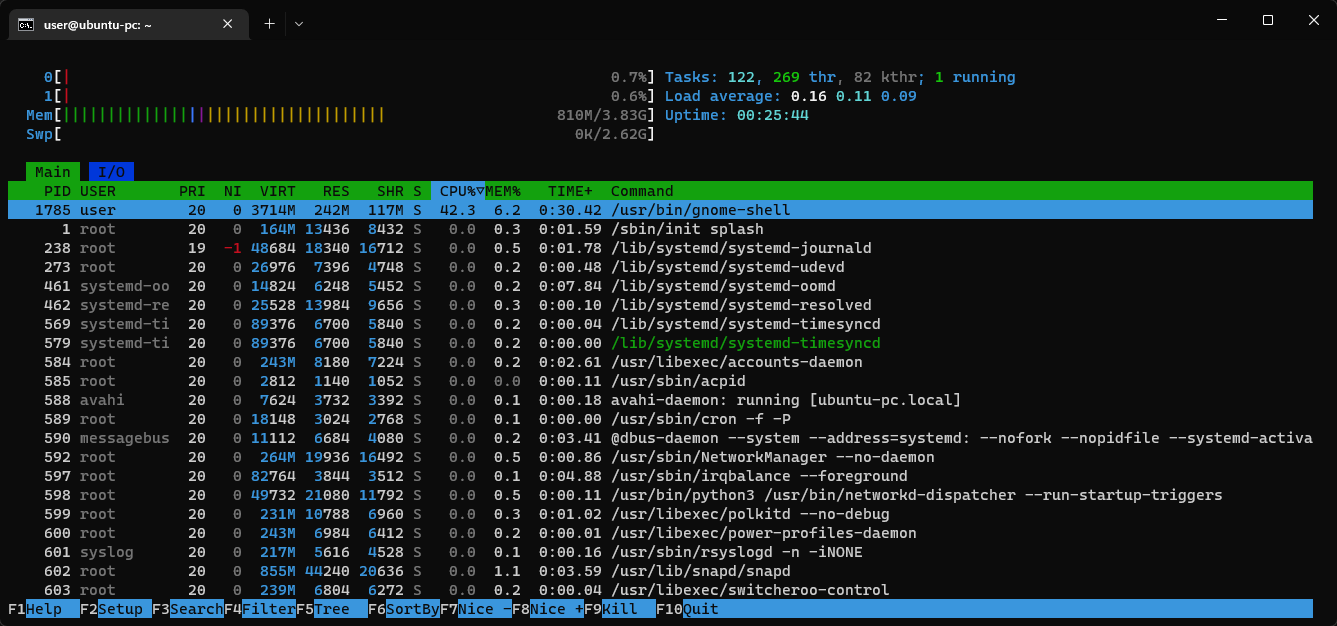 user@ubuntu-pc: ~
0[| 0.7%] Tasks: 122, 269 thr, 82 kthr; 1 running
1[| 0.6%] Load average: 0.16 0.11 0.09
Mem[|||||||||||||||||||||||||||||||||||| 810M/3.83G] Uptime: 00:25:44
Swp[ 0K/2.62G]
Main I/O
PID USER PRI NI VIRT RES SHR S CPU%▽MEM% TIME+ Command
1785 user 20 0 3714M 242M 117M S 42.3 6.2 0:30.42 /usr/bin/gnome-shell
1 root 20 0 164M 13436 8432 S 0.0 0.3 0:01.59 /sbin/init splash
238 root 19 -1 48684 18340 16712 S 0.0 0.5 0:01.78 /lib/systemd/systemd-journald
273 root 20 0 26976 7396 4748 S 0.0 0.2 0:00.48 /lib/systemd/systemd-udevd
461 systemd-oo 20 0 14824 6248 5452 S 0.0 0.2 0:07.84 /lib/systemd/systemd-oomd
462 systemd-re 20 0 25528 13984 9656 S 0.0 0.3 0:00.10 /lib/systemd/systemd-resolved
569 systemd-ti 20 0 89376 6700 5840 S 0.0 0.2 0:00.04 /lib/systemd/systemd-timesyncd
579 systemd-ti 20 0 89376 6700 5840 S 0.0 0.2 0:00.00 /lib/systemd/systemd-timesyncd
584 root 20 0 243M 8180 7224 S 0.0 0.2 0:02.61 /usr/libexec/accounts-daemon
585 root 20 0 2812 1140 1052 S 0.0 0.0 0:00.11 /usr/sbin/acpid
588 avahi 20 0 7624 3732 3392 S 0.0 0.1 0:00.18 avahi-daemon: running [ubuntu-pc.local]
589 root 20 0 18148 3024 2768 S 0.0 0.1 0:00.00 /usr/sbin/cron -f -P
590 messagebus 20 0 11112 6684 4080 S 0.0 0.2 0:03.41 @dbus-daemon --system --address=systemd: --nofork --nopidfile --systemd-activa
592 root 20 0 264M 19936 16492 S 0.0 0.5 0:00.86 /usr/sbin/NetworkManager --no-daemon
597 root 20 0 82764 3844 3512 S 0.0 0.1 0:04.88 /usr/sbin/irqbalance --foreground
598 root 20 0 49732 21080 11792 S 0.0 0.5 0:00.11 /usr/bin/python3 /usr/bin/networkd-dispatcher --run-startup-triggers
599 root 20 0 231M 10788 6960 S 0.0 0.3 0:01.02 /usr/libexec/polkitd --no-debug
600 root 20 0 243M 6984 6412 S 0.0 0.2 0:00.01 /usr/libexec/power-profiles-daemon
601 syslog 20 0 217M 5616 4528 S 0.0 0.1 0:00.16 /usr/sbin/rsyslogd -n -iNONE
602 root 20 0 855M 44240 20636 S 0.0 1.1 0:03.59 /usr/lib/snapd/snapd
603 root 20 0 239M 6804 6272 S 0.0 0.2 0:00.04 /usr/libexec/switcheroo-control
F1Help F2Setup F3SearchF4FilterF5Tree F6SortByF7Nice -F8Nice +F9Kill F10Quit